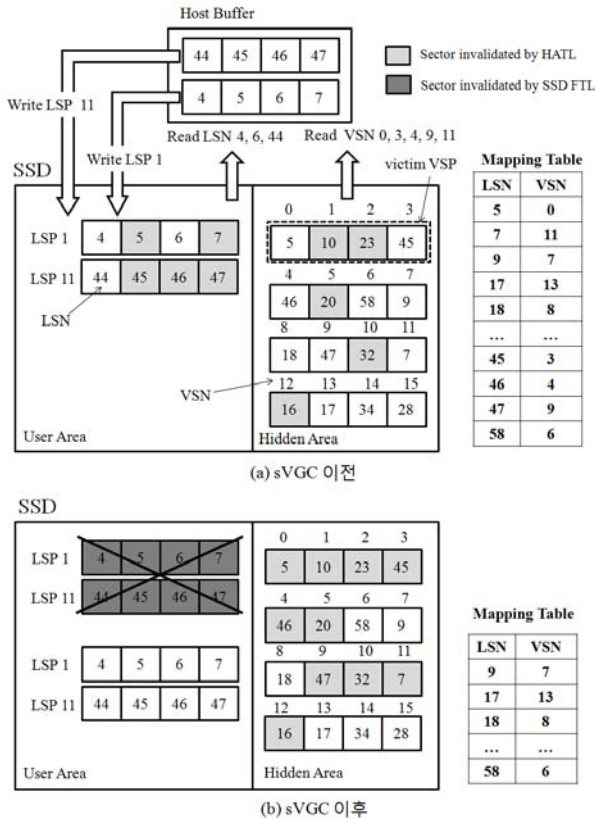 Host Buffer
44 45 46 47
4 5 6 7
Sector invalidated by HATL
Sector invalidated by SSD FTL
Write LSP 11
Write LSP 1
Read LSN 4, 6, 44
Read VSN 0, 3, 4, 9, 11
victim VSP
SSD
LSP 1 4 5 6 7
LSP 11 44 45 46 47
LSN
VSN
User Area
0 1 2 3
5 10 23 45
4 5 6 7
46 20 58 9
8 9 10 11
18 47 32 7
12 13 14 15
16 17 34 28
Hidden Area
Mapping Table
LSN VSN
5 0
7 11
9 7
17 13
18 8
... ...
45 3
46 4
47 9
58 6
(a) sVGC 이전
SSD
LSP 1 4 5 6 7
LSP 11 44 45 46 47
LSP 1 4 5 6 7
LSP 11 44 45 46 47
User Area
0 1 2 3
5 10 23 45
4 5 6 7
46 20 58 9
8 9 10 11
18 47 32 7
12 13 14 15
16 17 34 28
Hidden Area
Mapping Table
LSN VSN
9 7
17 13
18 8
... ...
58 6
(b) sVGC 이후